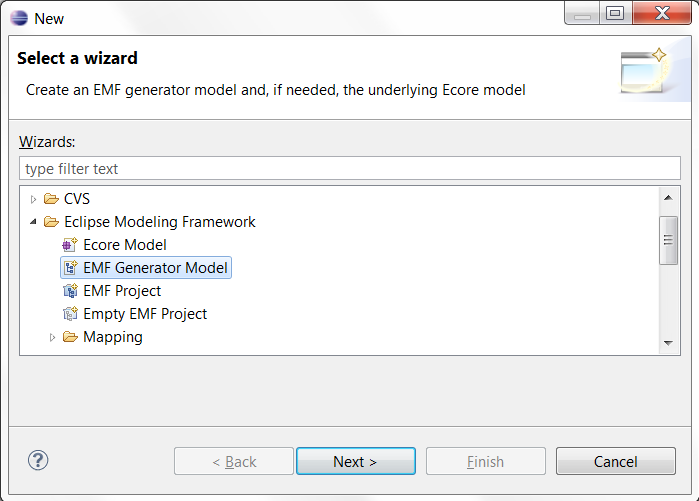 New
Select a wizard
Create an EMF generator model and, if needed, the underlying Ecore model
Wizards:
type filter text
CVS
Eclipse Modeling Framework
Ecore Model
EMF Generator Model
EMF Project
Empty EMF Project
Mapping
?
< Back
Next >
Finish
Cancel